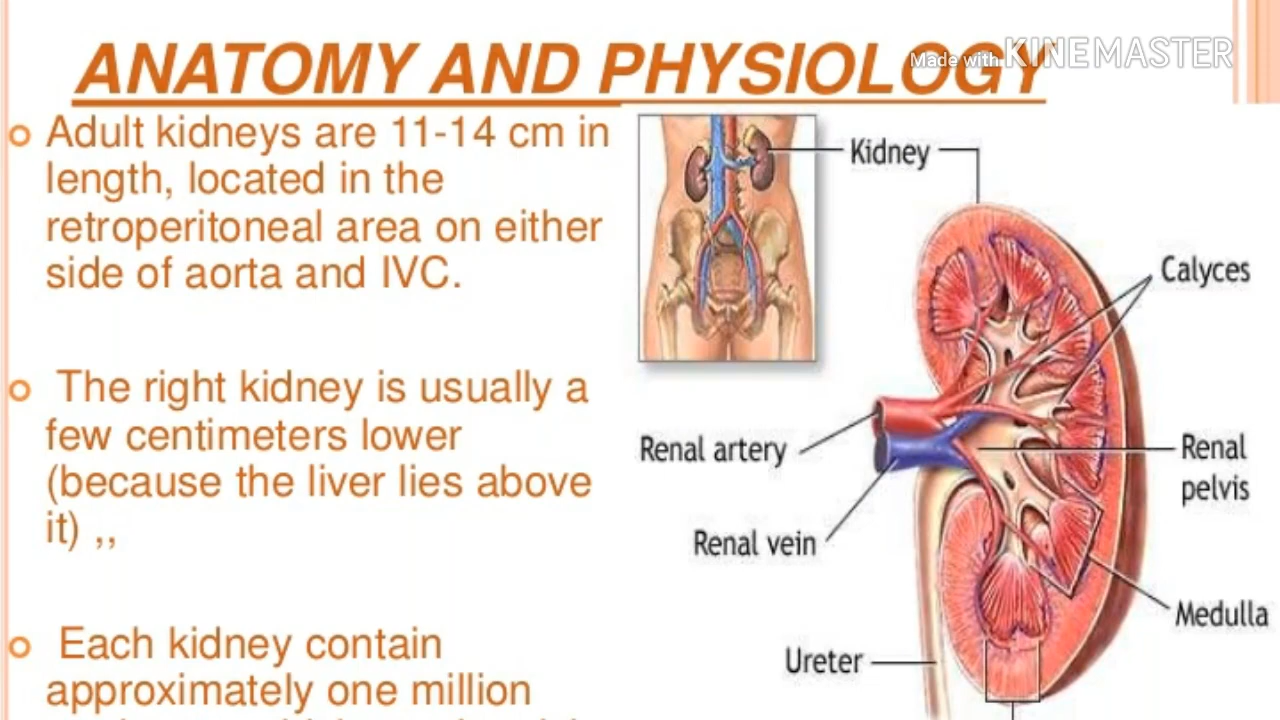 ANATOMY AND PHYSIOLOGY
Made with KINEMASTER
Adult kidneys are 11-14 cm in
length, located in the
retroperitoneal area on either
side of aorta and IVC.
The right kidney is usually a
few centimeters lower
(because the liver lies above
it) ,,
Each kidney contain
approximately one million
Kidney
Calyces
Renal artery
Renal
pelvis
Renal vein
Medulla
Ureter